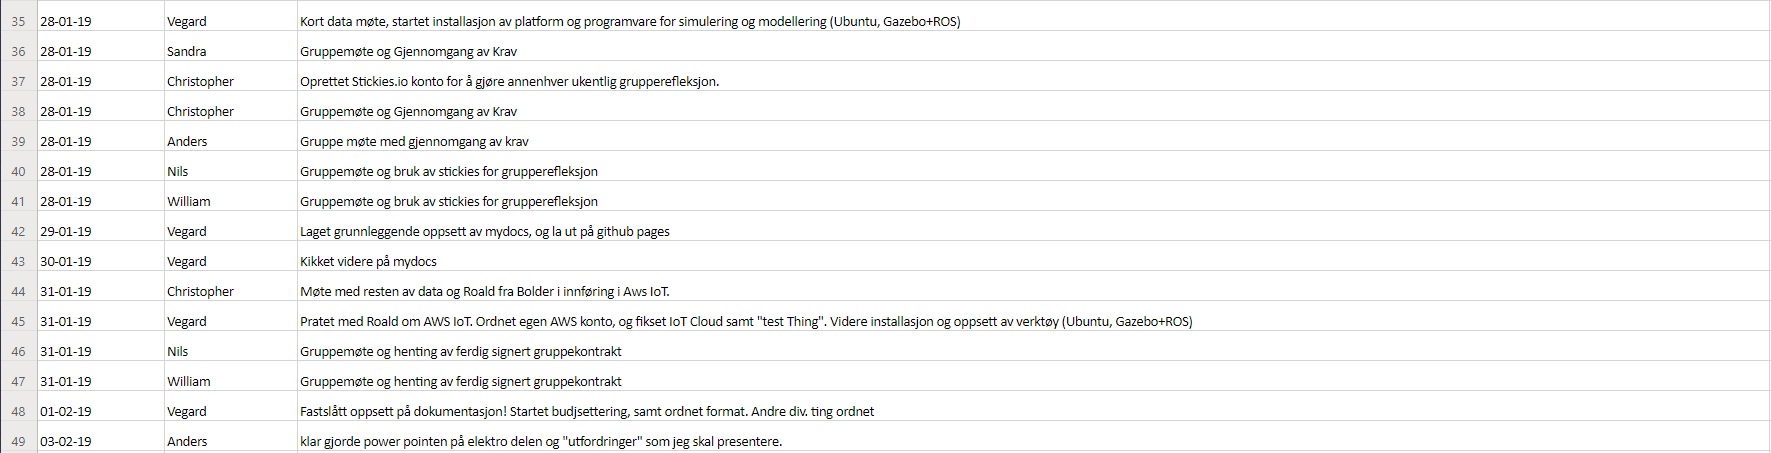 35 28-01-19 Vegard Kort data møte, startet installasjon av platform og programvare for simulering og modellering (Ubuntu, Gazebo+ROS)
36 28-01-19 Sandra Gruppemøte og Gjennomgang av Krav
37 28-01-19 Christopher Oprettet Stickies.io konto for å gjøre annenhver ukentlig grupperefleksjon.
38 28-01-19 Christopher Gruppemøte og Gjennomgang av Krav
39 28-01-19 Anders Gruppe møte med gjennomgang av krav
40 28-01-19 Nils Gruppemøte og bruk av stickies for grupperefleksjon
41 28-01-19 William Gruppemøte og bruk av stickies for grupperefleksjon
42 29-01-19 Vegard Laget grunnleggende oppsett av mydocs, og la ut på github pages
43 30-01-19 Vegard Kikket videre på mydocs
44 31-01-19 Christopher Møte med resten av data og Roald fra Bolder i innføring i Aws IoT.
45 31-01-19 Vegard Pratet med Roald om AWS IoT. Ordnet egen AWS konto, og fikset IoT Cloud samt "test Thing". Videre installasjon og oppsett av verktøy (Ubuntu, Gazebo+ROS)
46 31-01-19 Nils Gruppemøte og henting av ferdig signert gruppekontrakt
47 31-01-19 William Gruppemøte og henting av ferdig signert gruppekontrakt
48 01-02-19 Vegard Fastslått oppsett på dokumentasjon! Startet budjsettering, samt ordnet format. Andre div. ting ordnet
49 03-02-19 Anders klar gjorde power pointen på elektro delen og "utfordringer" som jeg skal presentere.